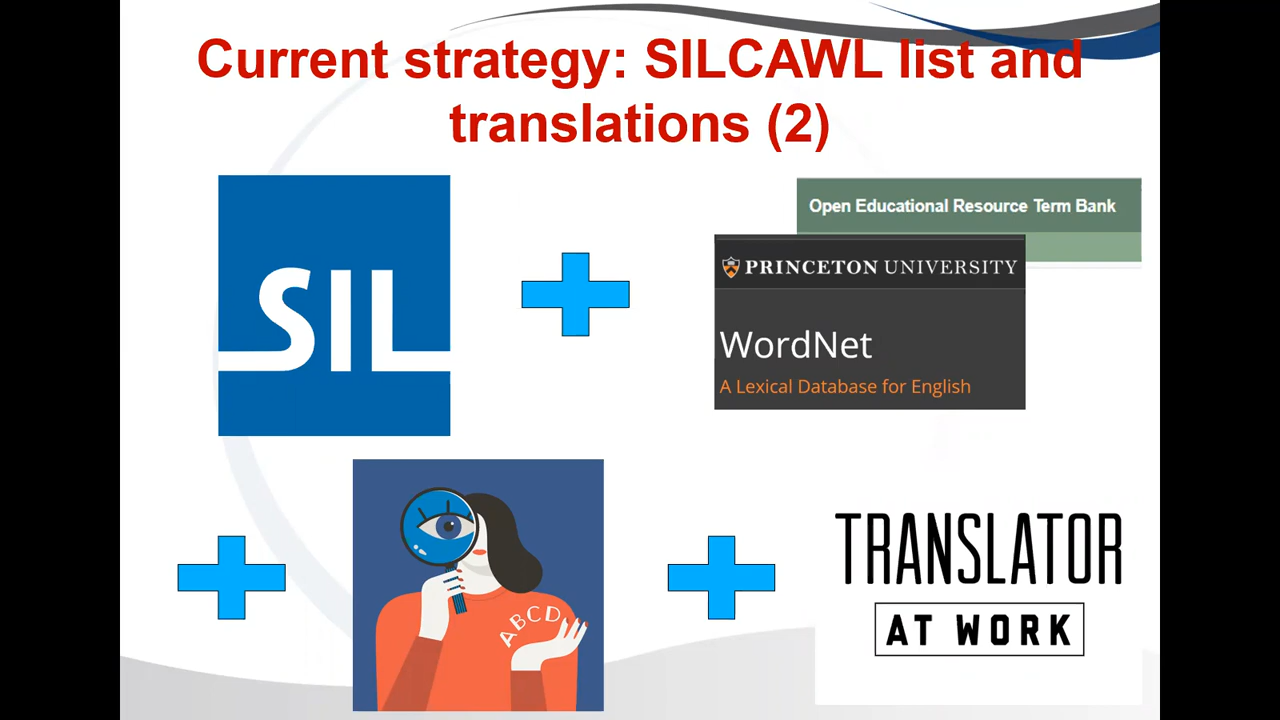 Current strategy: SILCAWL list and
translations (2)
SIL
Open Educational Resource Term Bank
PRINCETON UNIVERSITY
WordNet
A Lexical Database for English
ABCD
TRANSLATOR
AT WORK